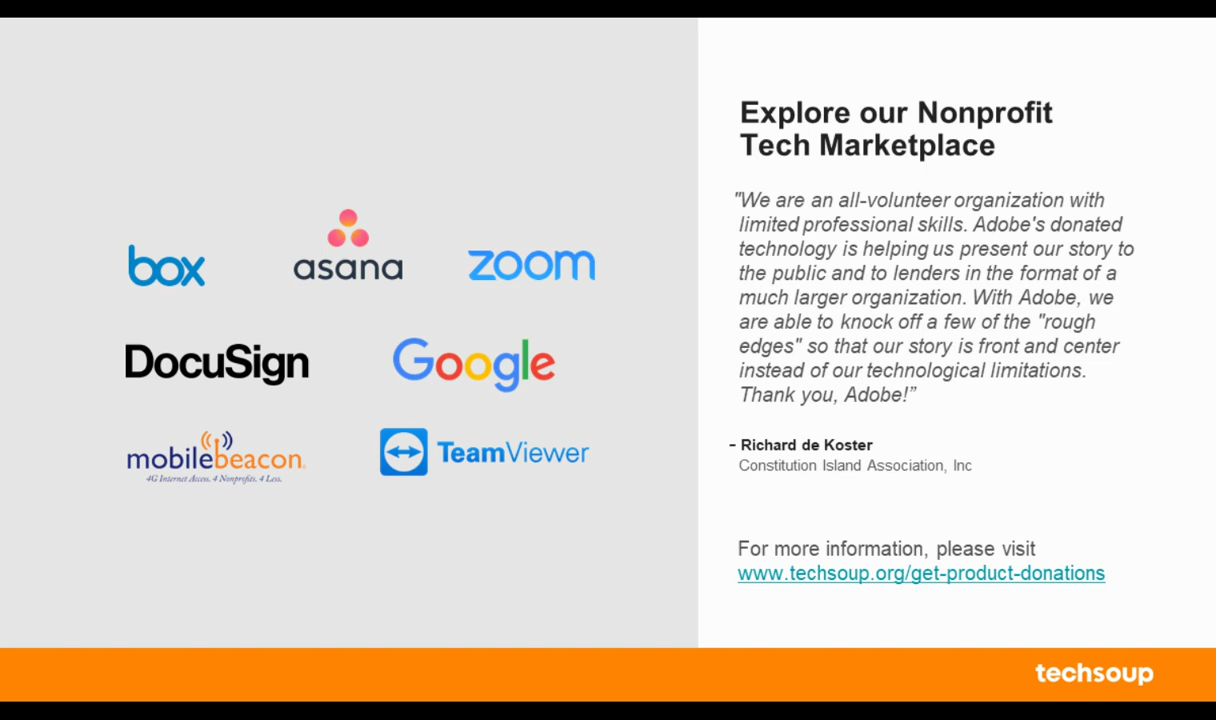 box
asana
zoom
DocuSign
Google
mobilebeacon.
4G Internet Access. 4 Nonprofits. 4 Less.
TeamViewer
Explore our Nonprofit
Tech Marketplace
"We are an all-volunteer organization with
limited professional skills. Adobe's donated
technology is helping us present our story to
the public and to lenders in the format of a
much larger organization. With Adobe, we
are able to knock off a few of the "rough
edges" so that our story is front and center
instead of our technological limitations.
Thank you, Adobe!”
- Richard de Koster
Constitution Island Association, Inc
For more information, please visit
www.techsoup.org/get-product-donations
techsoup